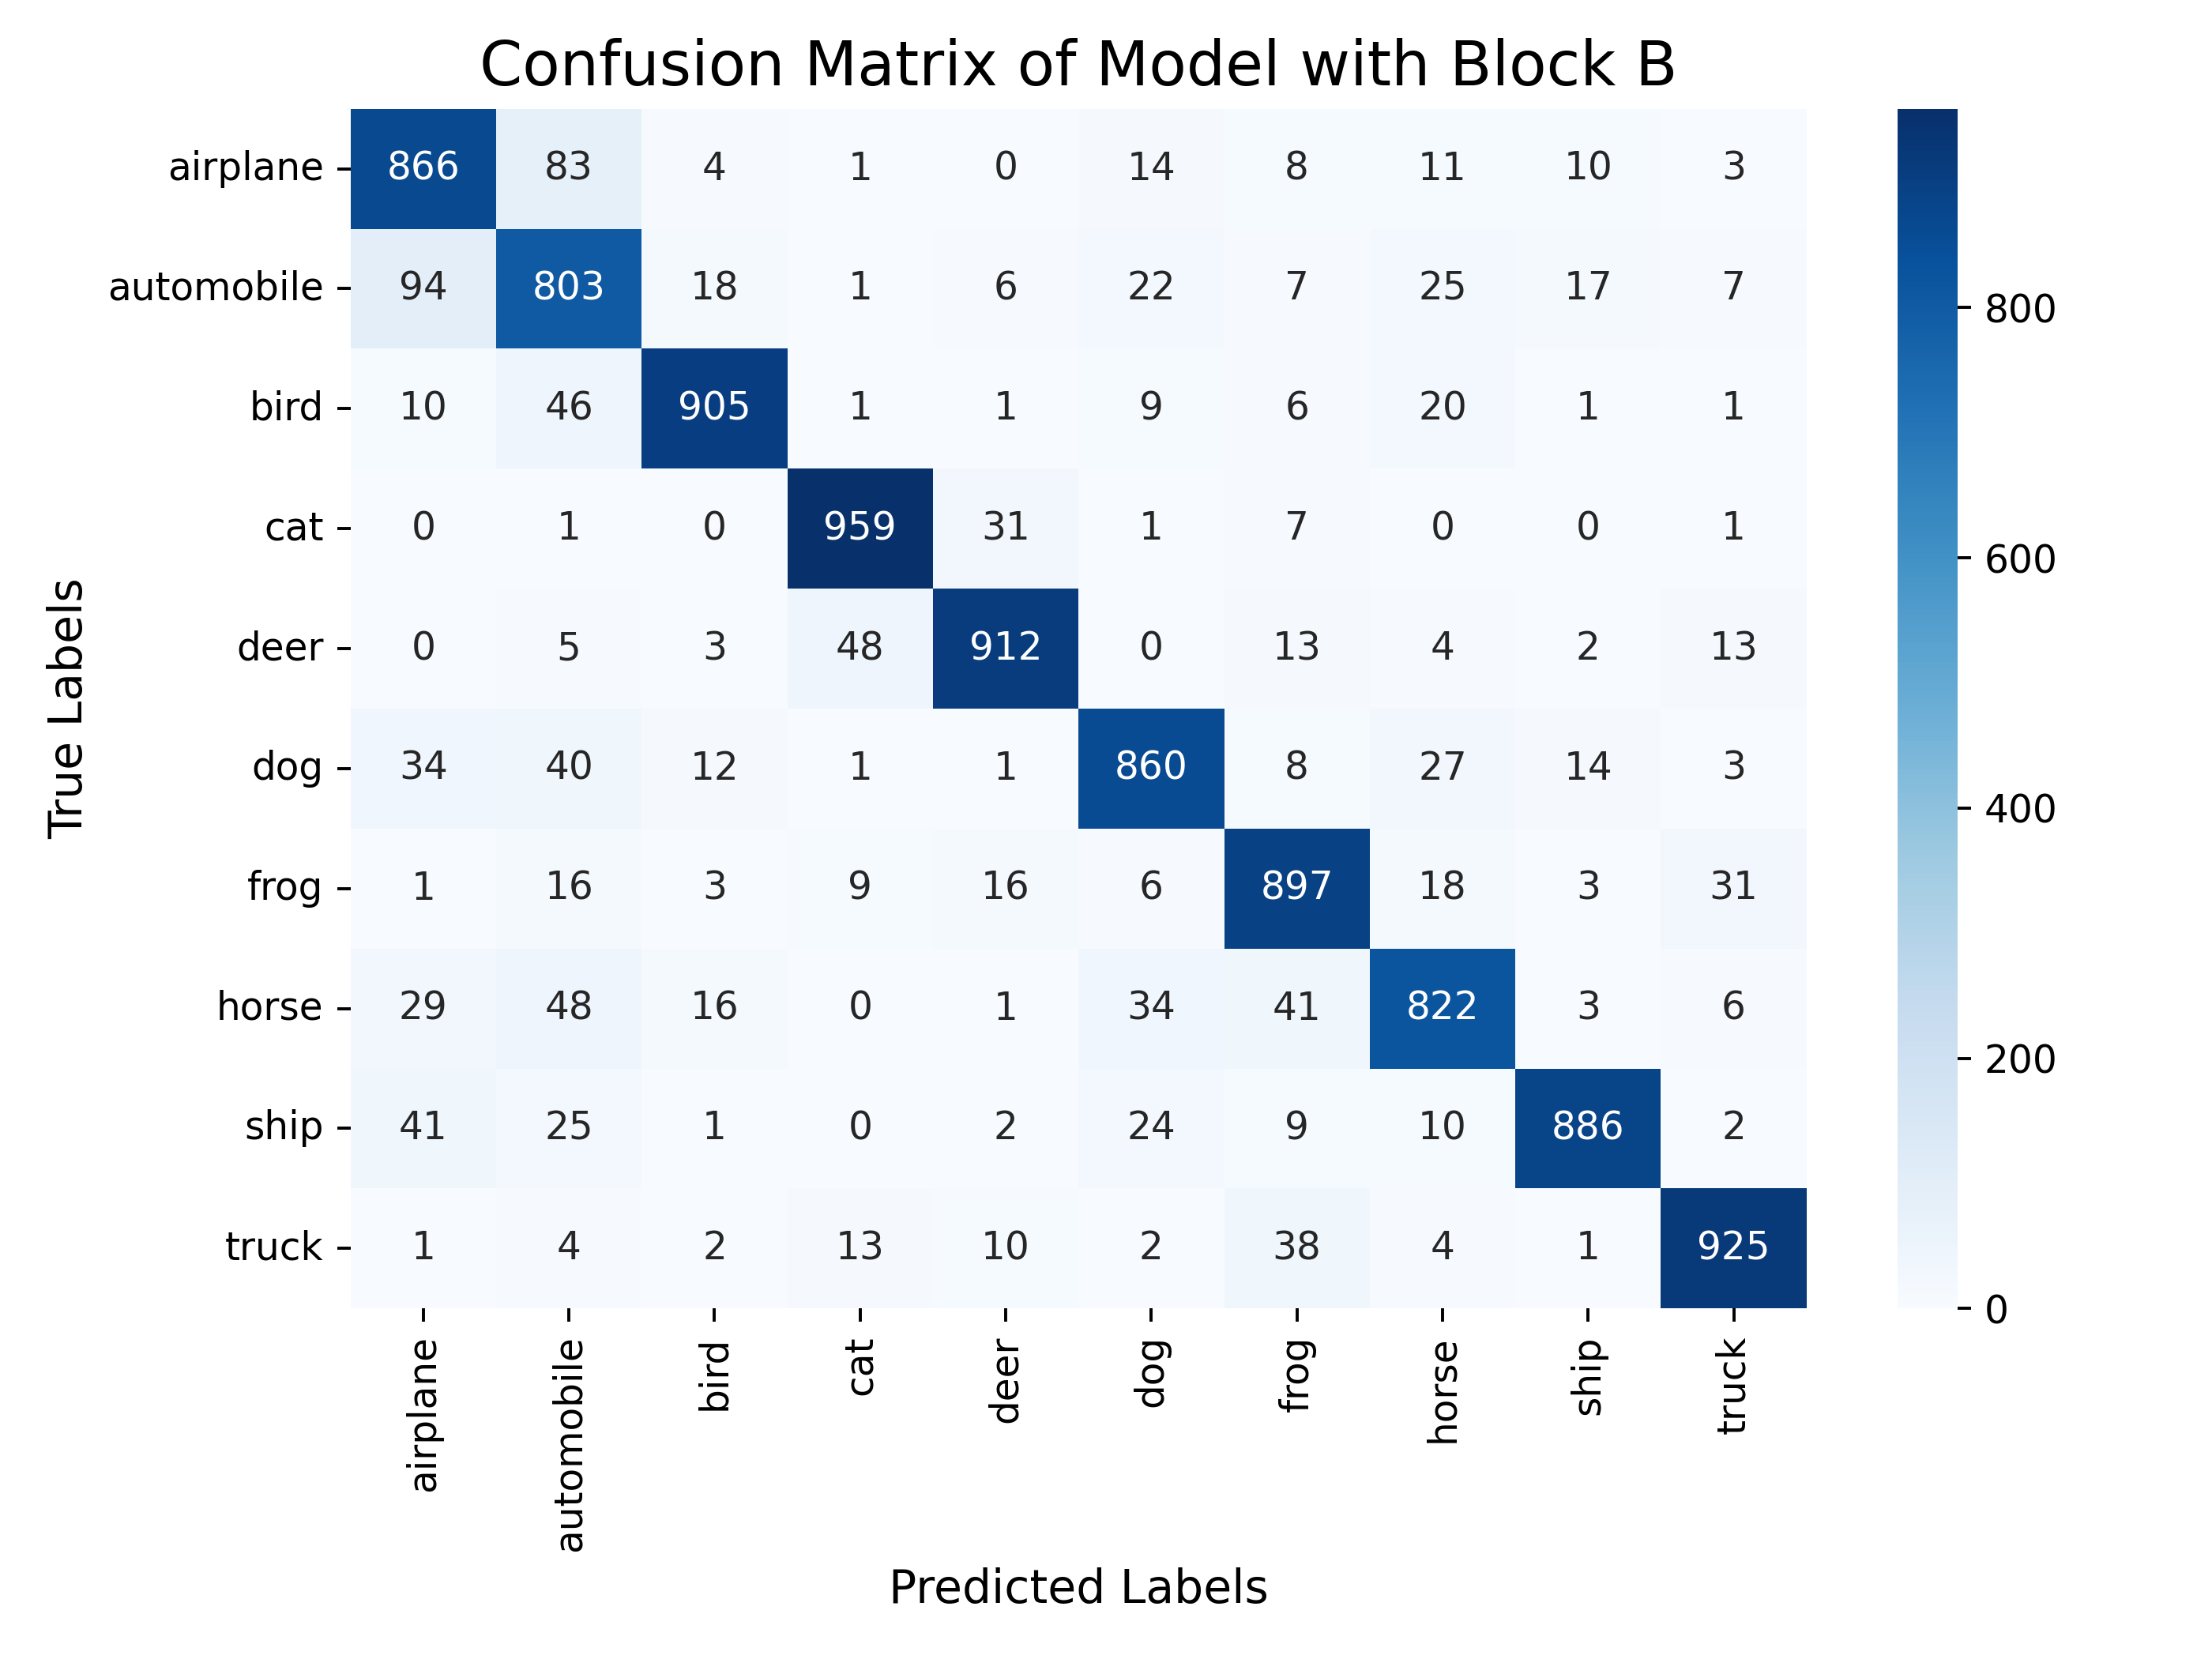 Confusion Matrix of Model with Block B
airplane 866 83 4 1 0 14 8 11 10 3
automobile 94 803 18 1 6 22 7 25 17 7
bird 10 46 905 1 1 9 6 20 1 1
cat 0 1 0 959 31 1 7 0 0 1
deer 0 5 3 48 912 0 13 4 2 13
dog 34 40 12 1 1 860 8 27 14 3
frog 1 16 3 9 16 6 897 18 3 31
horse 29 48 16 0 1 34 41 822 3 6
ship 41 25 1 0 2 24 9 10 886 2
truck 1 4 2 13 10 2 38 4 1 925
airplane automobile bird cat deer dog frog horse ship truck
True Labels
Predicted Labels
800
600
400
200
0